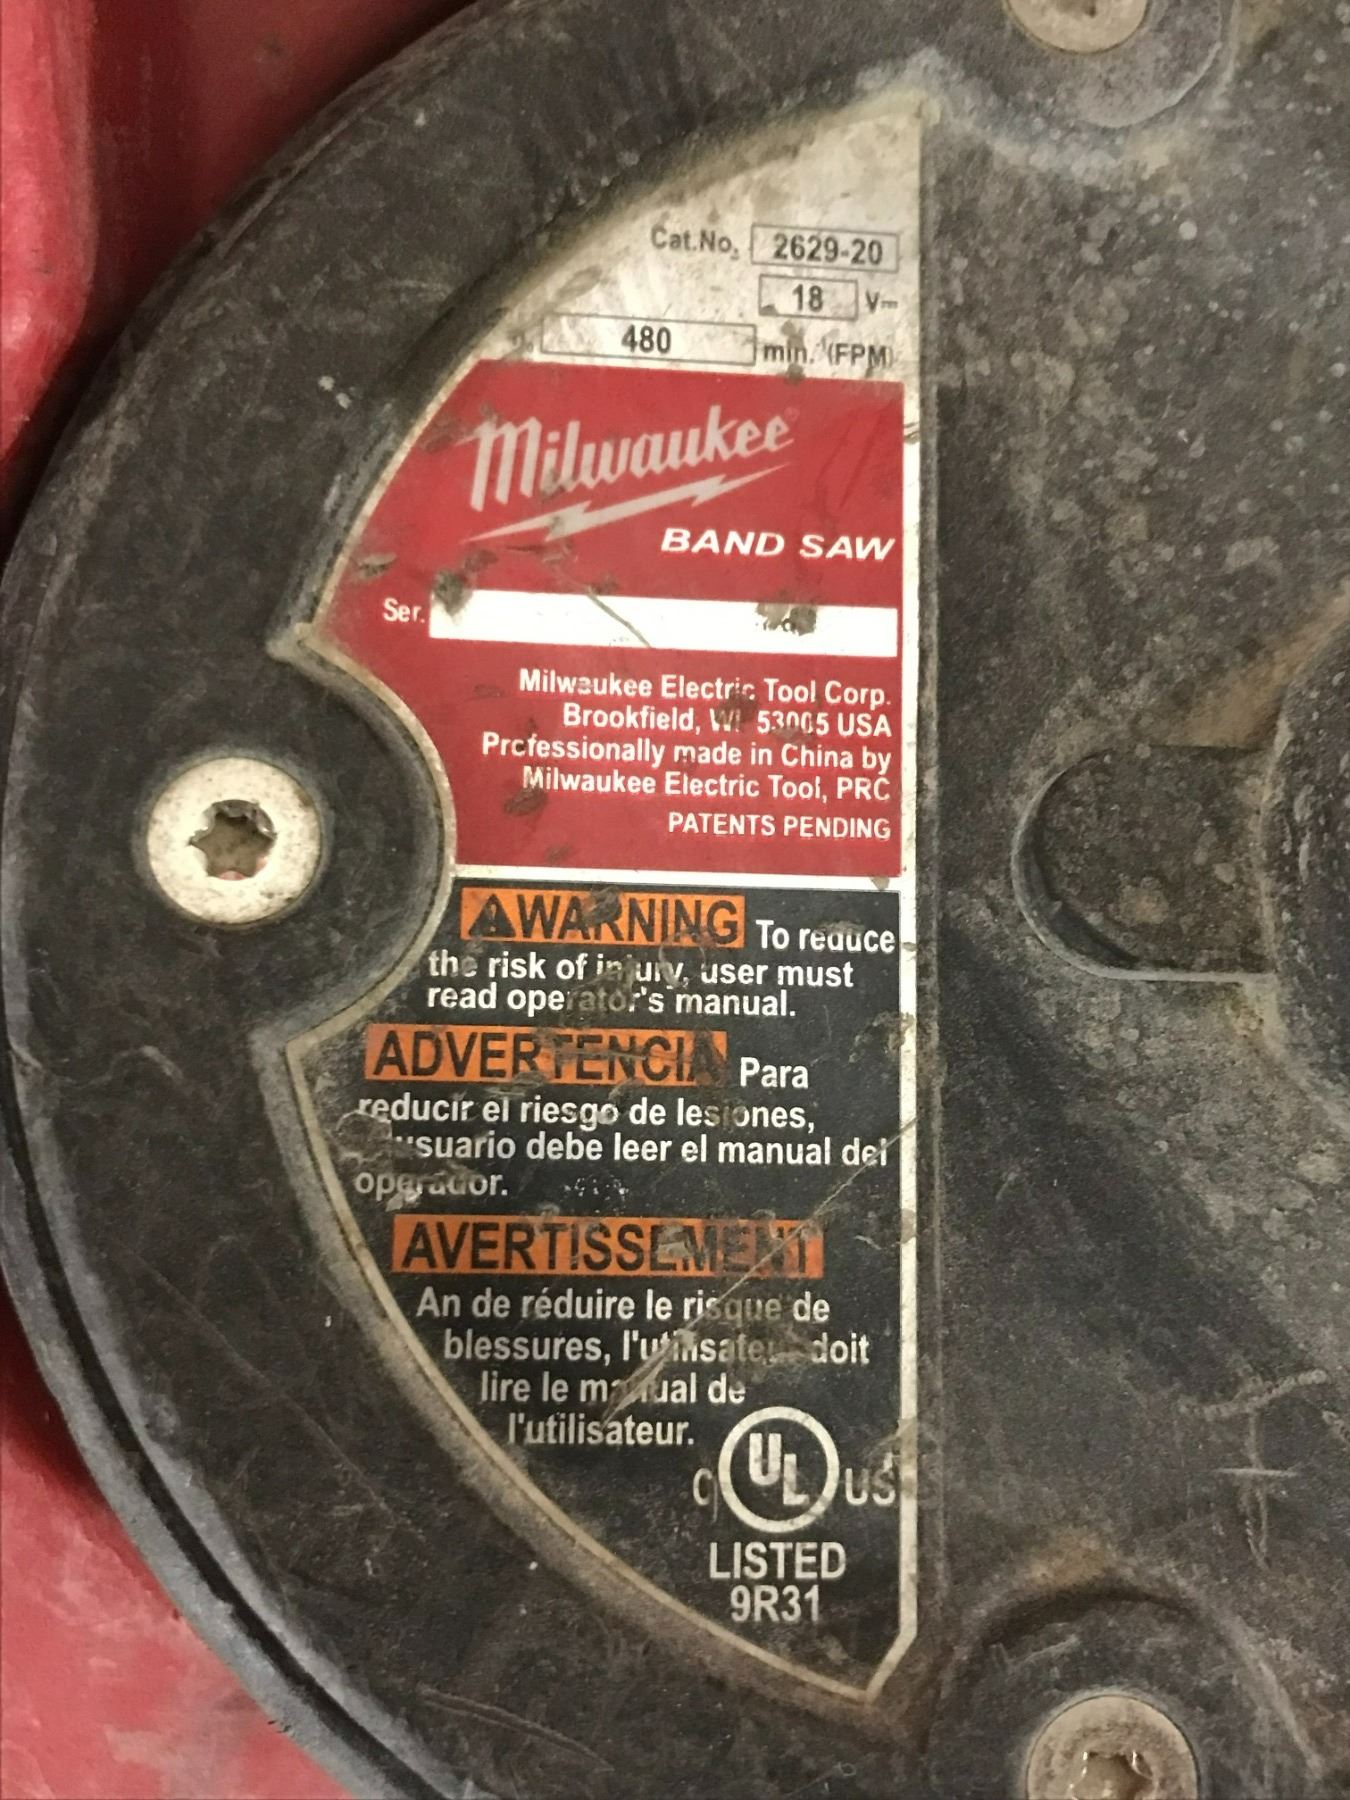 Cat.No. 2629-20
18 V
480 min. (FPM)
Milwaukee®
BAND SAW
Ser.
Milwaukee Electric Tool Corp.
Brookfield, WI 53005 USA
Professionally made in China by
Milwaukee Electric Tool, PRC
PATENTS PENDING
WARNING To reduce
the risk of injury, user must
read operator's manual.
ADVERTENCIA Para
reducir el riesgo de lesiones,
usuario debe leer el manual del
operador.
AVERTISSEMENT
An de réduire le risque de
blessures, l'utilisateur doit
lire le manual de
l'utilisateur.
C UL US
LISTED
9R31